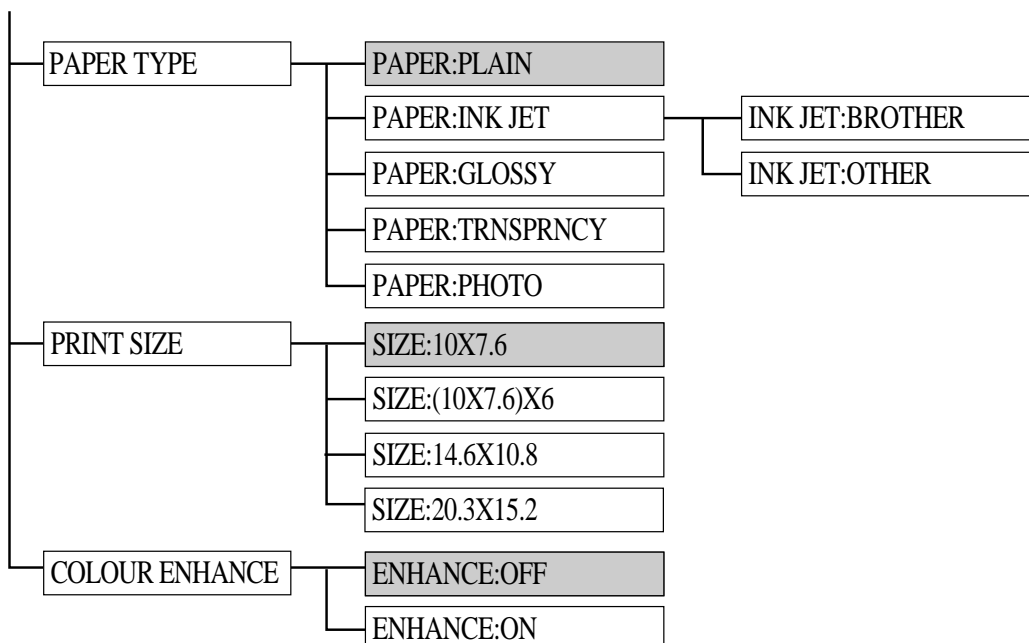 PAPER TYPE
PAPER:PLAIN
PAPER:INK JET
INK JET:BROTHER
PAPER:GLOSSY
INK JET:OTHER
PAPER:TRNSPRNCY
PAPER:PHOTO
PRINT SIZE
SIZE:10X7.6
SIZE:(10X7.6)X6
SIZE:14.6X10.8
SIZE:20.3X15.2
COLOUR ENHANCE
ENHANCE:OFF
ENHANCE:ON